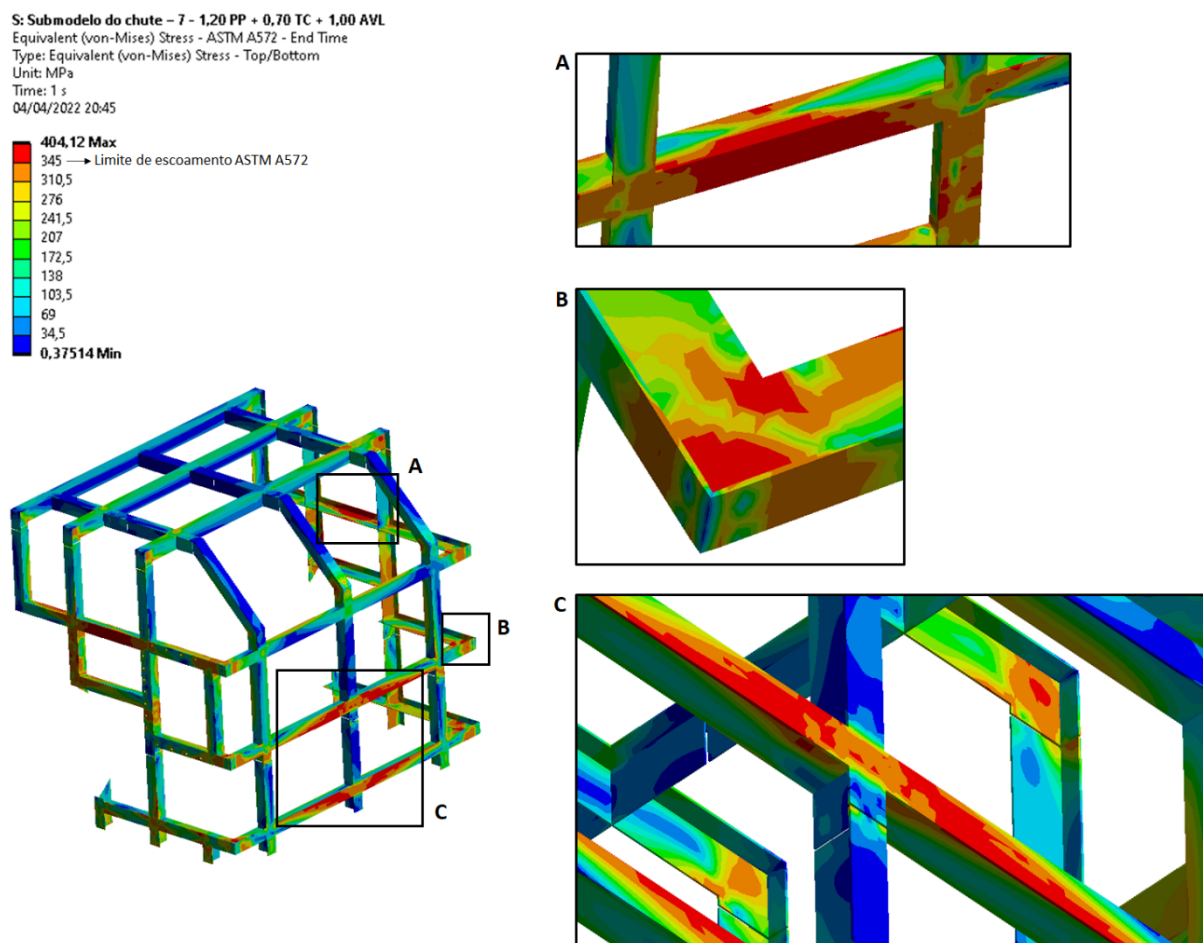 S: Submodelo do chute – 7 - 1,20 PP + 0,70 TC + 1,00 AVL
Equivalent (von-Mises) Stress - ASTM A572 - End Time
Type: Equivalent (von-Mises) Stress - Top/Bottom
Unit: MPa
Time: 1 s
04/04/2022 20:45
404,12 Max
345 → Limite de escoamento ASTM A572
310,5
276
241,5
207
172,5
138
103,5
69
34,5
0,37514 Min
A
B
C
A
B
C